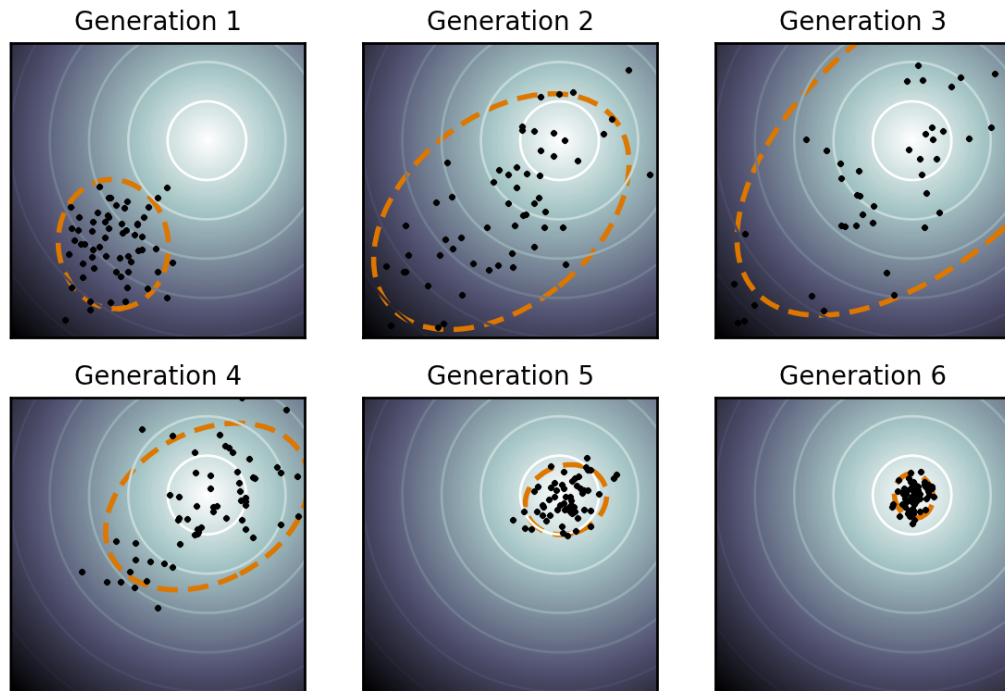 Generation 1
Generation 2
Generation 3
Generation 4
Generation 5
Generation 6